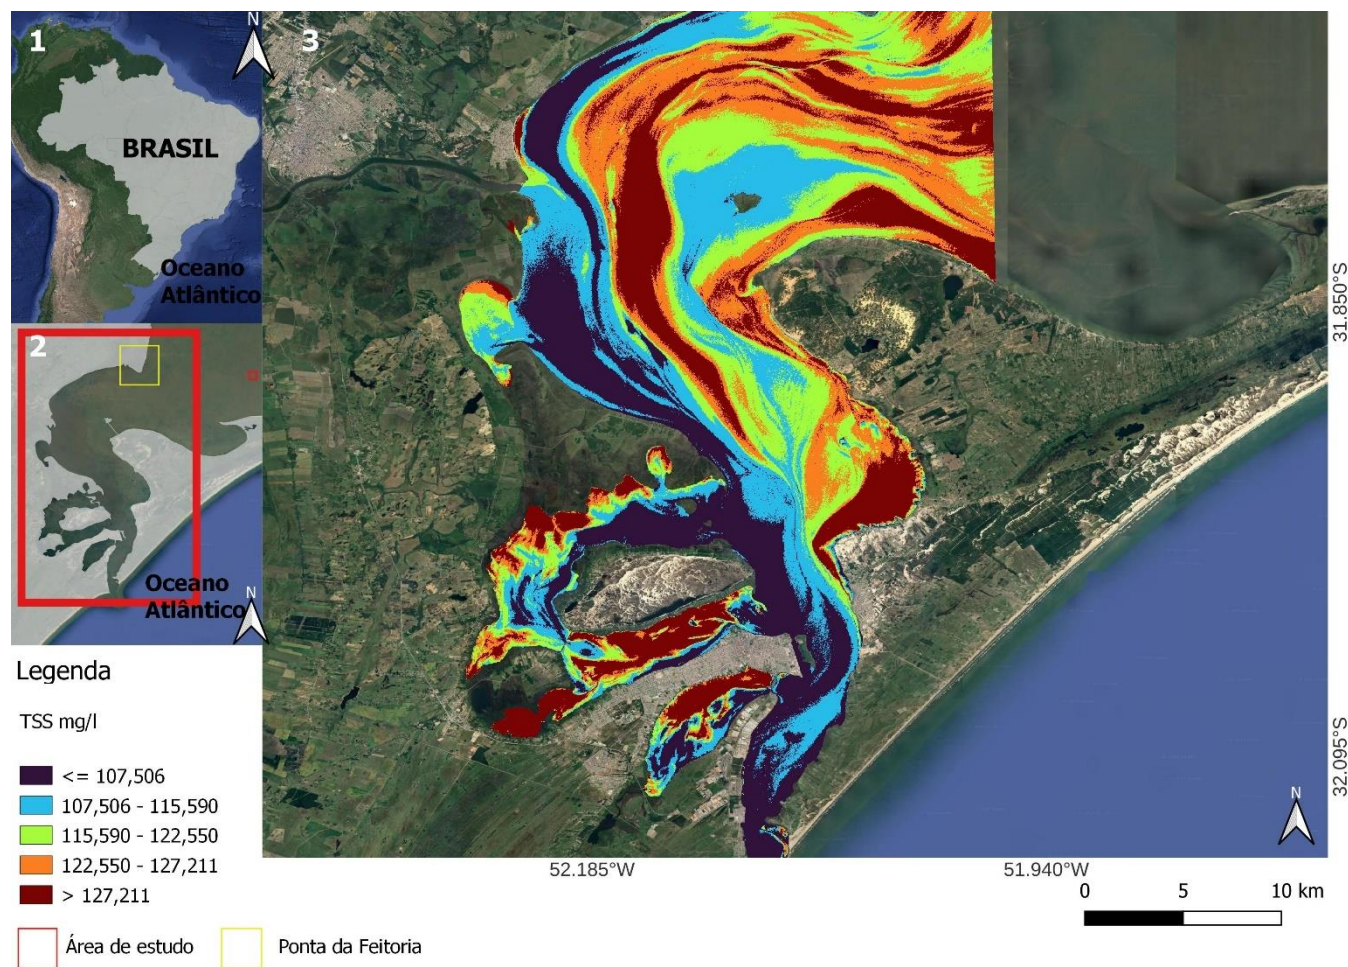 1
N
BRASIL
Oceano
Atlântico
2
Oceano
Atlântico
N
3
31.850°S
32.095°S
N
52.185°W
51.940°W
0 5 10 km
Legenda
TSS mg/l
<= 107,506
107,506 - 115,590
115,590 - 122,550
122,550 - 127,211
> 127,211
Área de estudo
Ponta da Feitoria